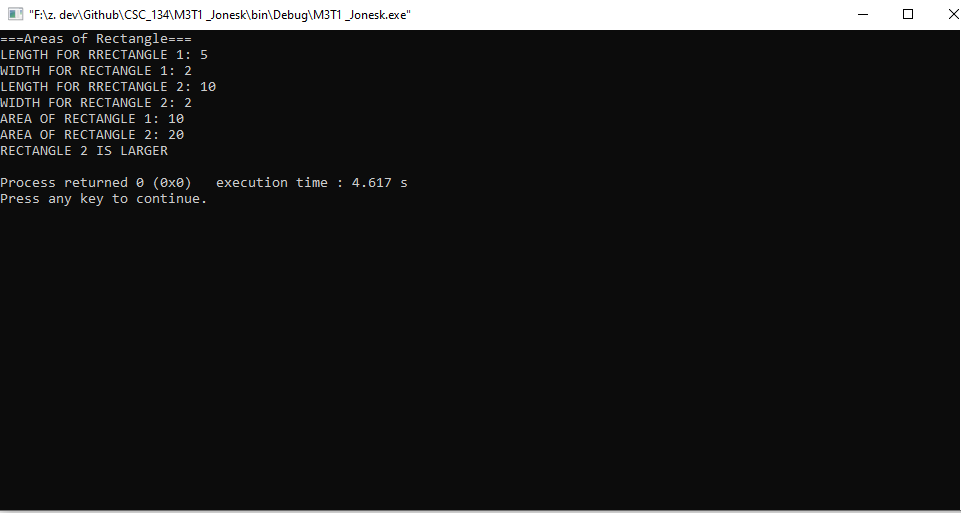 "F:\z. dev\Github\CSC_134\M3T1 _Jonesk\bin\Debug\M3T1 _Jonesk.exe"
===Areas of Rectangle===
LENGTH FOR RRECTANGLE 1: 5
WIDTH FOR RECTANGLE 1: 2
LENGTH FOR RRECTANGLE 2: 10
WIDTH FOR RECTANGLE 2: 2
AREA OF RECTANGLE 1: 10
AREA OF RECTANGLE 2: 20
RECTANGLE 2 IS LARGER
Process returned 0 (0x0)   execution time : 4.617 s
Press any key to continue.